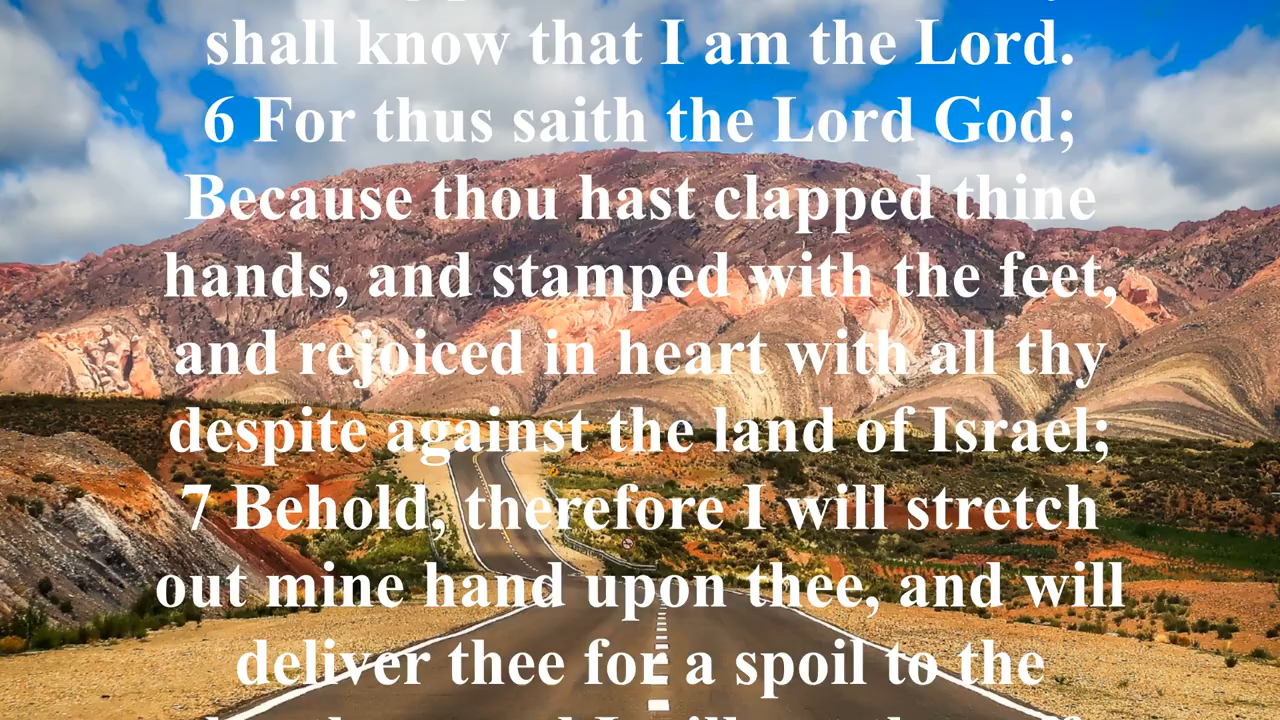 shall know that I am the Lord.
6 For thus saith the Lord God;
Because thou hast clapped thine
hands, and stamped with the feet,
and rejoiced in heart with all thy
despite against the land of Israel;
7 Behold, therefore I will stretch
out mine hand upon thee, and will
deliver thee for a spoil to the